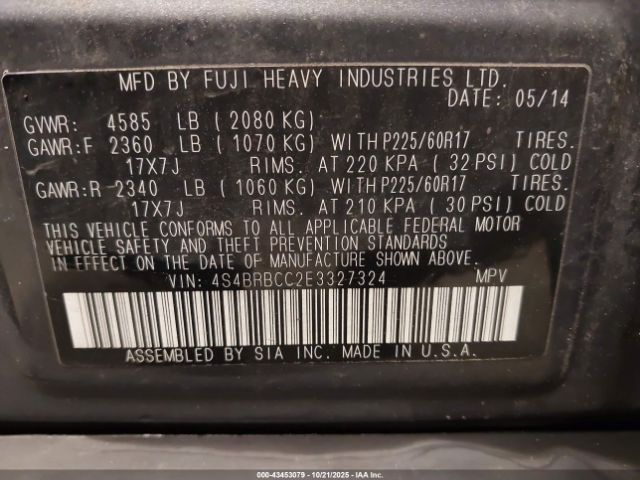 MFD BY FUJI HEAVY INDUSTRIES LTD.
DATE: 05/14
GVWR: 4585 LB ( 2080 KG)
GAWR:F 2360 LB ( 1070 KG) WITH P225/60R17 TIRES.
17X7J RIMS. AT 220 KPA ( 32 PSI) COLD
GAWR:R 2340 LB ( 1060 KG) WITH P225/60R17 TIRES.
17X7J RIMS. AT 210 KPA ( 30 PSI) COLD
THIS VEHICLE CONFORMS TO ALL APPLICABLE FEDERAL MOTOR
VEHICLE SAFETY AND THEFT PREVENTION STANDARDS
IN EFFECT ON THE DATE OF MANUFACTURE SHOWN ABOVE.
VIN: 4S4BRBCC2E3327324 MPV
ASSEMBLED BY SIA INC. MADE IN U.S.A.
000-43453079 - 10/21/2025 - IAAI.com